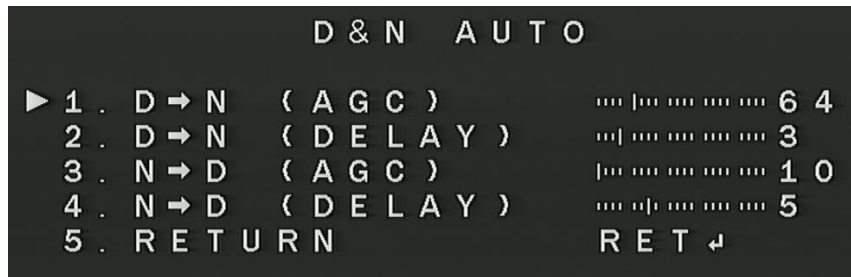 D&N AUTO
1. D→N (AGC) 64
2. D→N (DELAY) 3
3. N→D (AGC) 10
4. N→D (DELAY) 5
5. RETURN RET↲